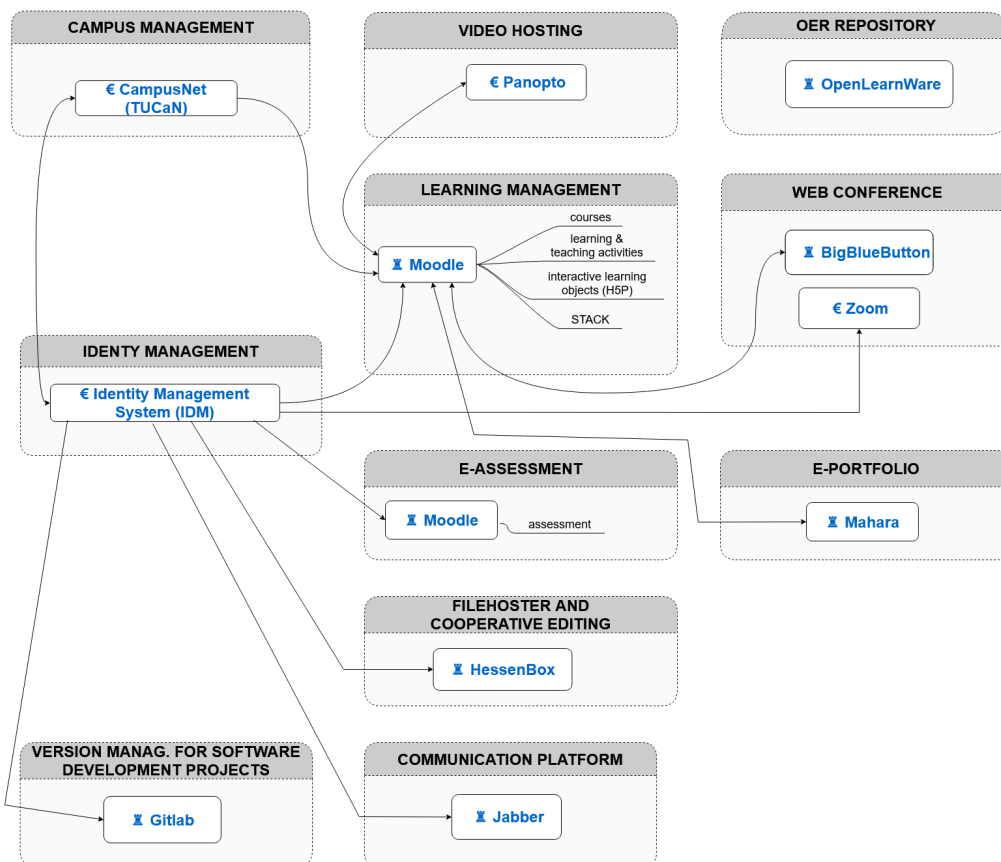 CAMPUS MANAGEMENT
€ CampusNet
(TUCaN)
VIDEO HOSTING
€ Panopto
OER REPOSITORY
♜ OpenLearnWare
LEARNING MANAGEMENT
♜ Moodle
courses
learning &
teaching activities
interactive learning
objects (H5P)
STACK
WEB CONFERENCE
♜ BigBlueButton
€ Zoom
IDENTY MANAGEMENT
€ Identity Management
System (IDM)
E-ASSESSMENT
♜ Moodle
assessment
E-PORTFOLIO
♜ Mahara
FILEHOSTER AND
COOPERATIVE EDITING
♜ HessenBox
VERSION MANAG. FOR SOFTWARE
DEVELOPMENT PROJECTS
♜ Gitlab
COMMUNICATION PLATFORM
♜ Jabber